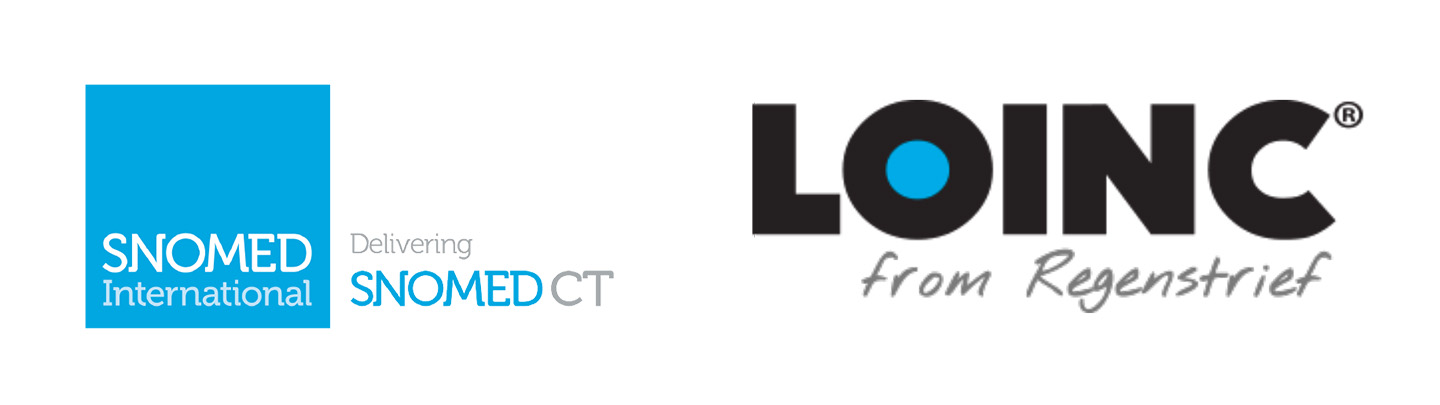 SNOMED
International
Delivering
SNOMED CT
LOINC®
from Regenstrief